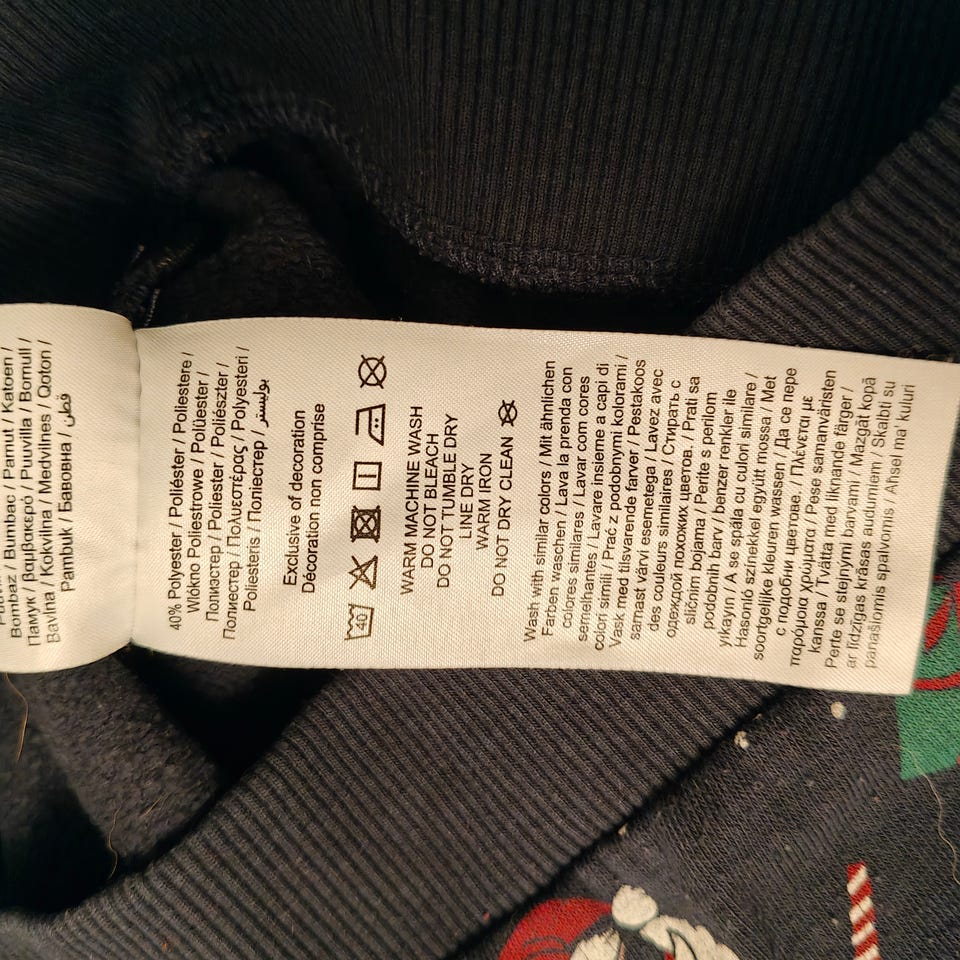 Bonbaz / Bumbac / Pamut / Katoen /
Памук / βαμβακερό / Puuvilla / Bomull /
Bavlna / Kokvilna / Medvilnės / Qoton /
Pambuk / Бавовна / قطن
40% Polyester / Poliéster / Poliestere /
Włókno Poliestrowe / Polüester /
Полиэстер / Poliester / Poliészter /
Полиестер / Πολυεστέρας / Polyesteri /
Poliesteris / Поліестер / بوليستر
Exclusive of decoration
Décoration non comprise
40
WARM MACHINE WASH
DO NOT BLEACH
DO NOT TUMBLE DRY
LINE DRY
WARM IRON
DO NOT DRY CLEAN
Wash with similar colors / Mit ähnlichen
Farben waschen / Lava la prenda con
colores similares / Lavar com cores
semelhantes / Lavare insieme a capi di
colori simili / Prać z podobnymi kolorami /
Vask med tilsvarende farver / Pestakoos
samast värvi esemetega / Lavez avec
des couleurs similaires / Стирать с
одеждой похожих цветов. / Prati sa
sličnim bojama / Perite s perilom
podobnih barv / benzer renkler ile
yıkayın / A se spăla cu culori similare /
Hasonló színekkel együtt mossa / Met
soortgelijke kleuren wassen / Да се пере
с подобни цветове. / Πλένεται με
παρόμοια χρώματα / Pese samanväristen
kanssa / Tvätta med liknande färger /
Perte se stejnými barvami / Mazgāt kopā
ar līdzīgas krāsas audumiem / Skalbti su
panašiomis spalvomis / Aħsel ma' kuluri